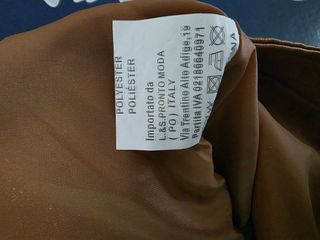 POLYESTER
POLIÉSTER
Importato da
L.&S.PRONTO MODA
( PO) ITALY
Via Trentino Alto Adige,19
Partita IVA 02186640971